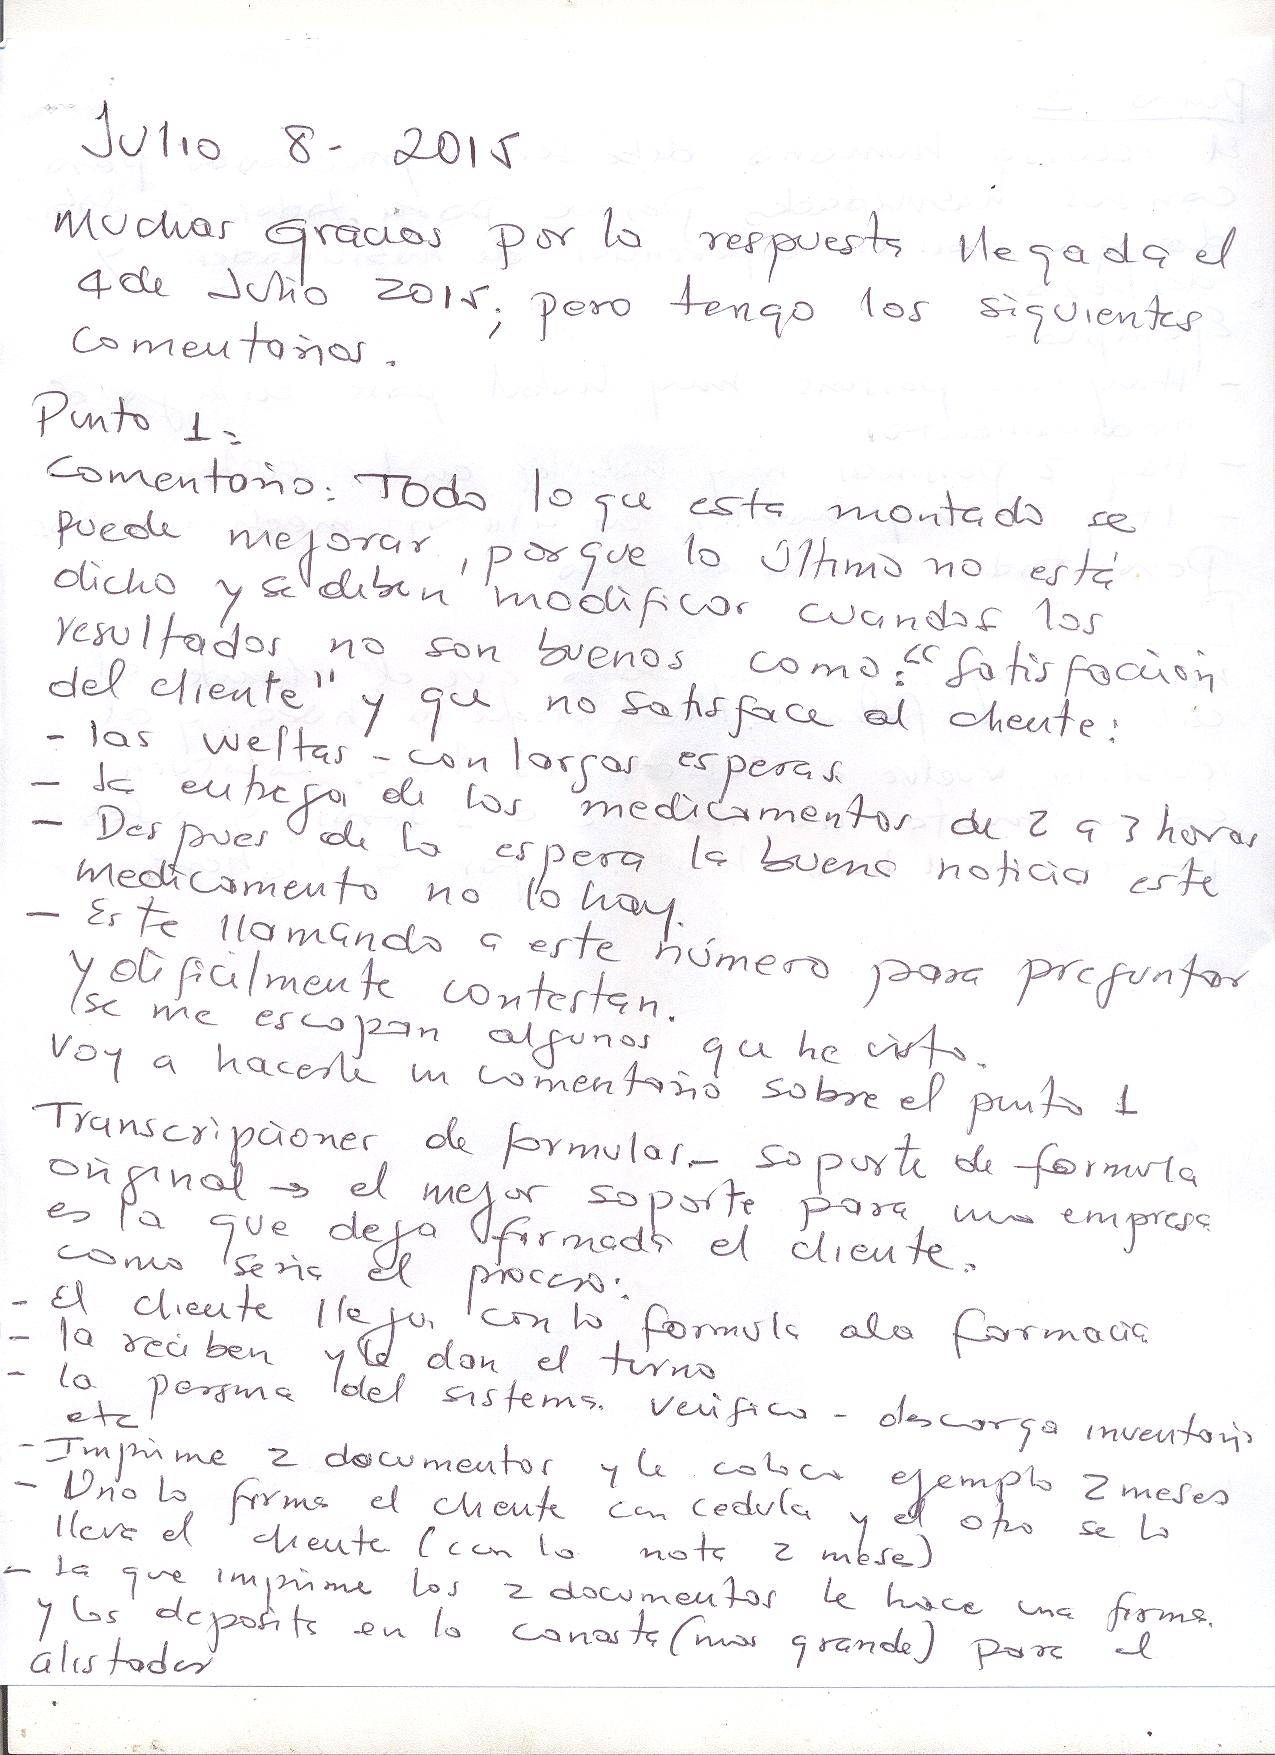 Julio 8- 2015
Muchas gracias por la respuesta llegada el
4 de Julio 2015; pero tengo los siguientes
comentarios.
Punto 1:
Comentario: Todo lo que esta montado se
puede mejorar, porque lo último no está
dicho y se deben modificar cuandos los
resultados no son buenos como: "satisfacción
del cliente" y que no satisface al cliente:
- las vueltas - con largas esperas.
- la entrega de los medicamentos de 2 a 3 horas
- Despues de la espera la buena noticia este
medicamento no lo hay.
- Este llamando a este número para preguntar
y dificilmente contestan.
se me escapan algunos que he visto.
Voy a hacerle un comentario sobre el punto 1
Transcripciones de formulas - soporte de formula
original → el mejor soporte para una empresa
es la que deja firmada el cliente.
como seria el proceso:
- El cliente llega con la formula a la farmacia
- la reciben y le dan el turno
- la persona del sistema verifica - descarga inventario
etc
- Imprime 2 documentos y le coloca ejemplo 2 meses
- Uno lo firma el cliente con cedula y el otro se lo
lleva el cliente (con la nota 2 mese)
- la que imprime los 2 documentos le hace una firma
y los deposita en la canasta (mas grande) para el
alistador